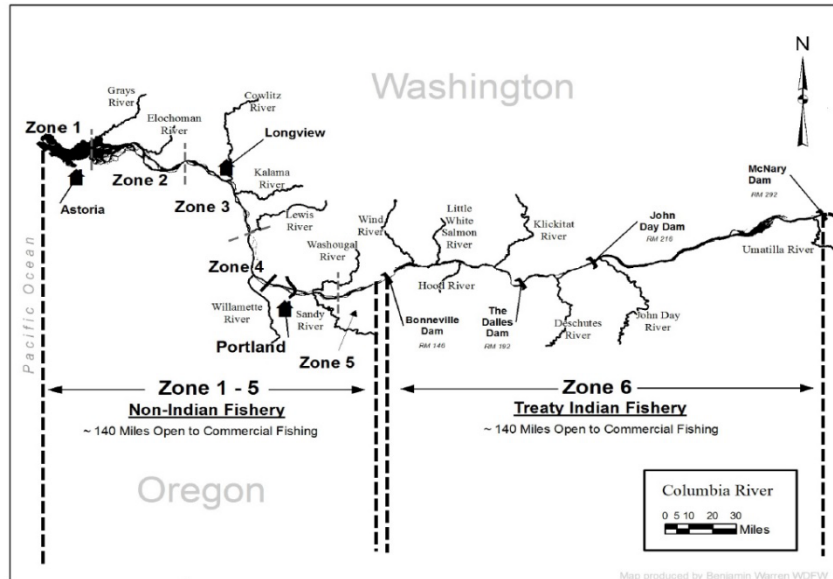 Washington
N
Grays
River
Cowlitz
River
Zone 1
Elochoman
River
Longview
Zone 2
Kalama
River
McNary
Dam
RM 292
Astoria
Zone 3
Lewis
River
Wind
River
Little
White
Salmon
River
Klickitat
River
John
Day Dam
RM 216
Umatilla River
Washougal
River
Zone 4
Hood River
Pacific Ocean
Willamette
River
Sandy
River
Bonneville
Dam
RM 146
The
Dalles
Dam
RM 192
Deschutes
River
John Day
River
Portland
Zone 5
Zone 1 - 5
Non-Indian Fishery
~ 140 Miles Open to Commercial Fishing
Zone 6
Treaty Indian Fishery
~ 140 Miles Open to Commercial Fishing
Oregon
Columbia River
0 5 10 20 30
Miles
Map produced by Benjamin Warren WDFW